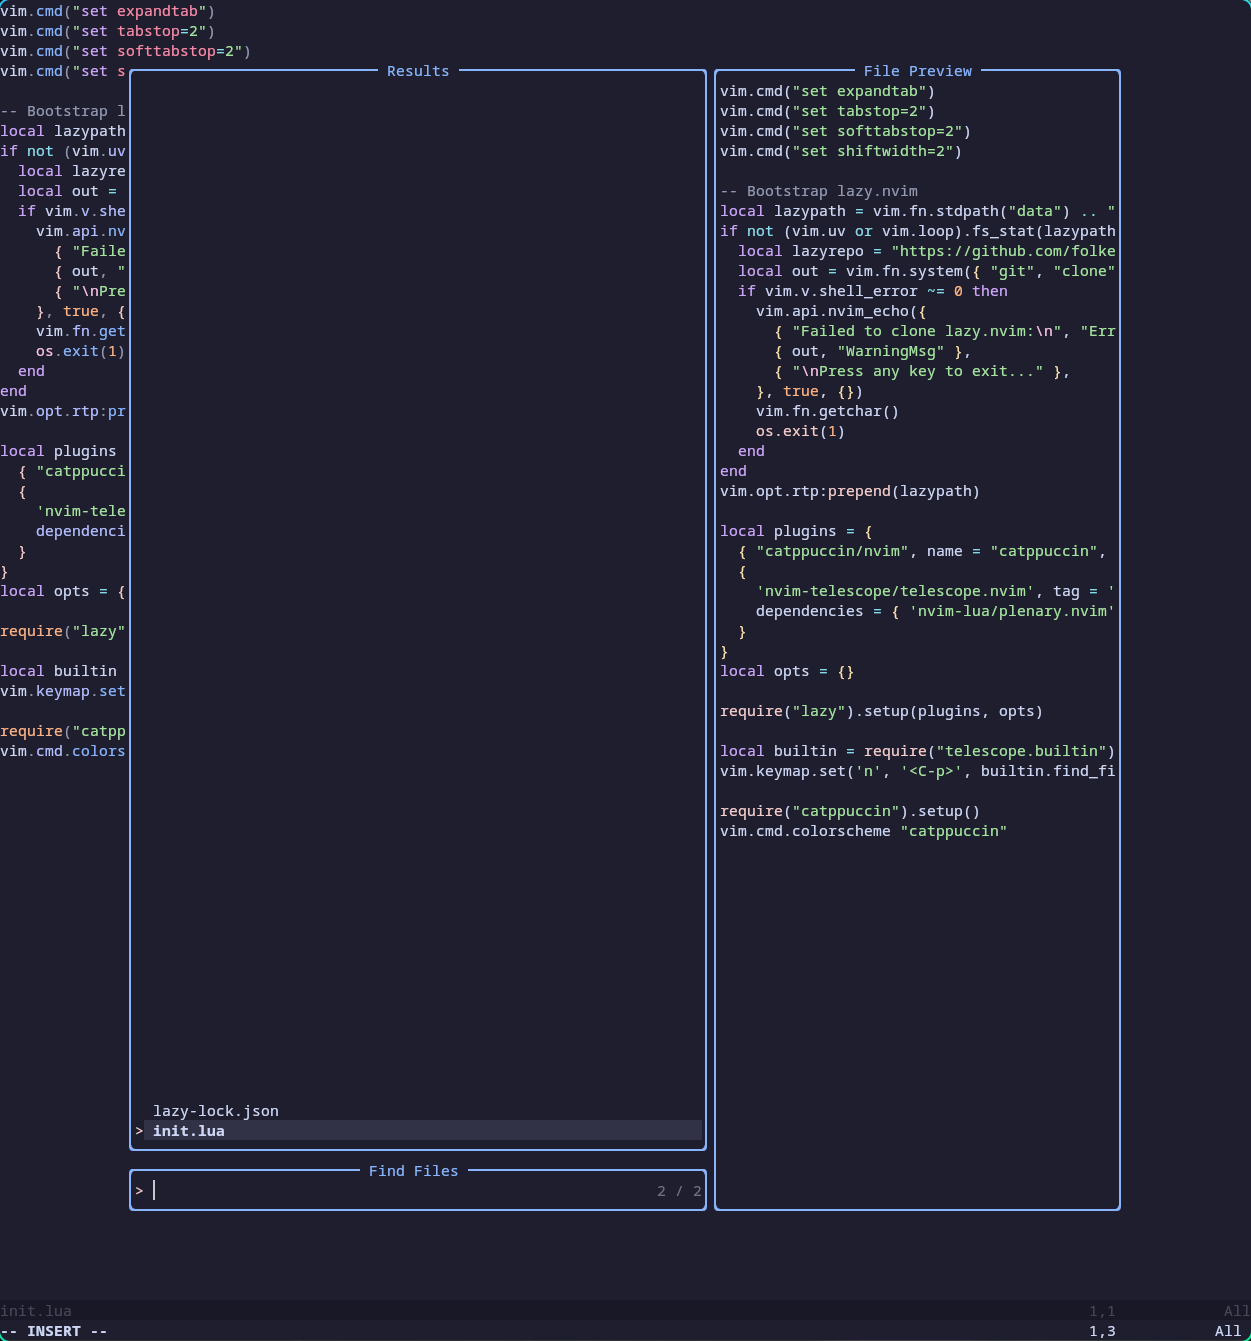 vim.cmd("set expandtab")
vim.cmd("set tabstop=2")
vim.cmd("set softtabstop=2")
vim.cmd("set s

-- Bootstrap l
local lazypath
if not (vim.uv
  local lazyre
  local out =
  if vim.v.she
    vim.api.nv
      { "Faile
      { out, "
      { "\nPre
    }, true, {
    vim.fn.get
    os.exit(1)
  end
end
vim.opt.rtp:pr

local plugins
  { "catppucci
  {
    'nvim-tele
    dependenci
  }
}
local opts = {

require("lazy"

local builtin
vim.keymap.set

require("catpp
vim.cmd.colors
Results
lazy-lock.json
> init.lua
Find Files
> 2 / 2
File Preview
vim.cmd("set expandtab")
vim.cmd("set tabstop=2")
vim.cmd("set softtabstop=2")
vim.cmd("set shiftwidth=2")

-- Bootstrap lazy.nvim
local lazypath = vim.fn.stdpath("data") .. "
if not (vim.uv or vim.loop).fs_stat(lazypath
  local lazyrepo = "https://github.com/folke
  local out = vim.fn.system({ "git", "clone"
  if vim.v.shell_error ~= 0 then
    vim.api.nvim_echo({
      { "Failed to clone lazy.nvim:\n", "Err
      { out, "WarningMsg" },
      { "\nPress any key to exit..." },
    }, true, {})
    vim.fn.getchar()
    os.exit(1)
  end
end
vim.opt.rtp:prepend(lazypath)

local plugins = {
  { "catppuccin/nvim", name = "catppuccin",
  {
    'nvim-telescope/telescope.nvim', tag = '
    dependencies = { 'nvim-lua/plenary.nvim'
  }
}
local opts = {}

require("lazy").setup(plugins, opts)

local builtin = require("telescope.builtin")
vim.keymap.set('n', '<C-p>', builtin.find_fi

require("catppuccin").setup()
vim.cmd.colorscheme "catppuccin"
init.lua 1,1 All
-- INSERT -- 1,3 All